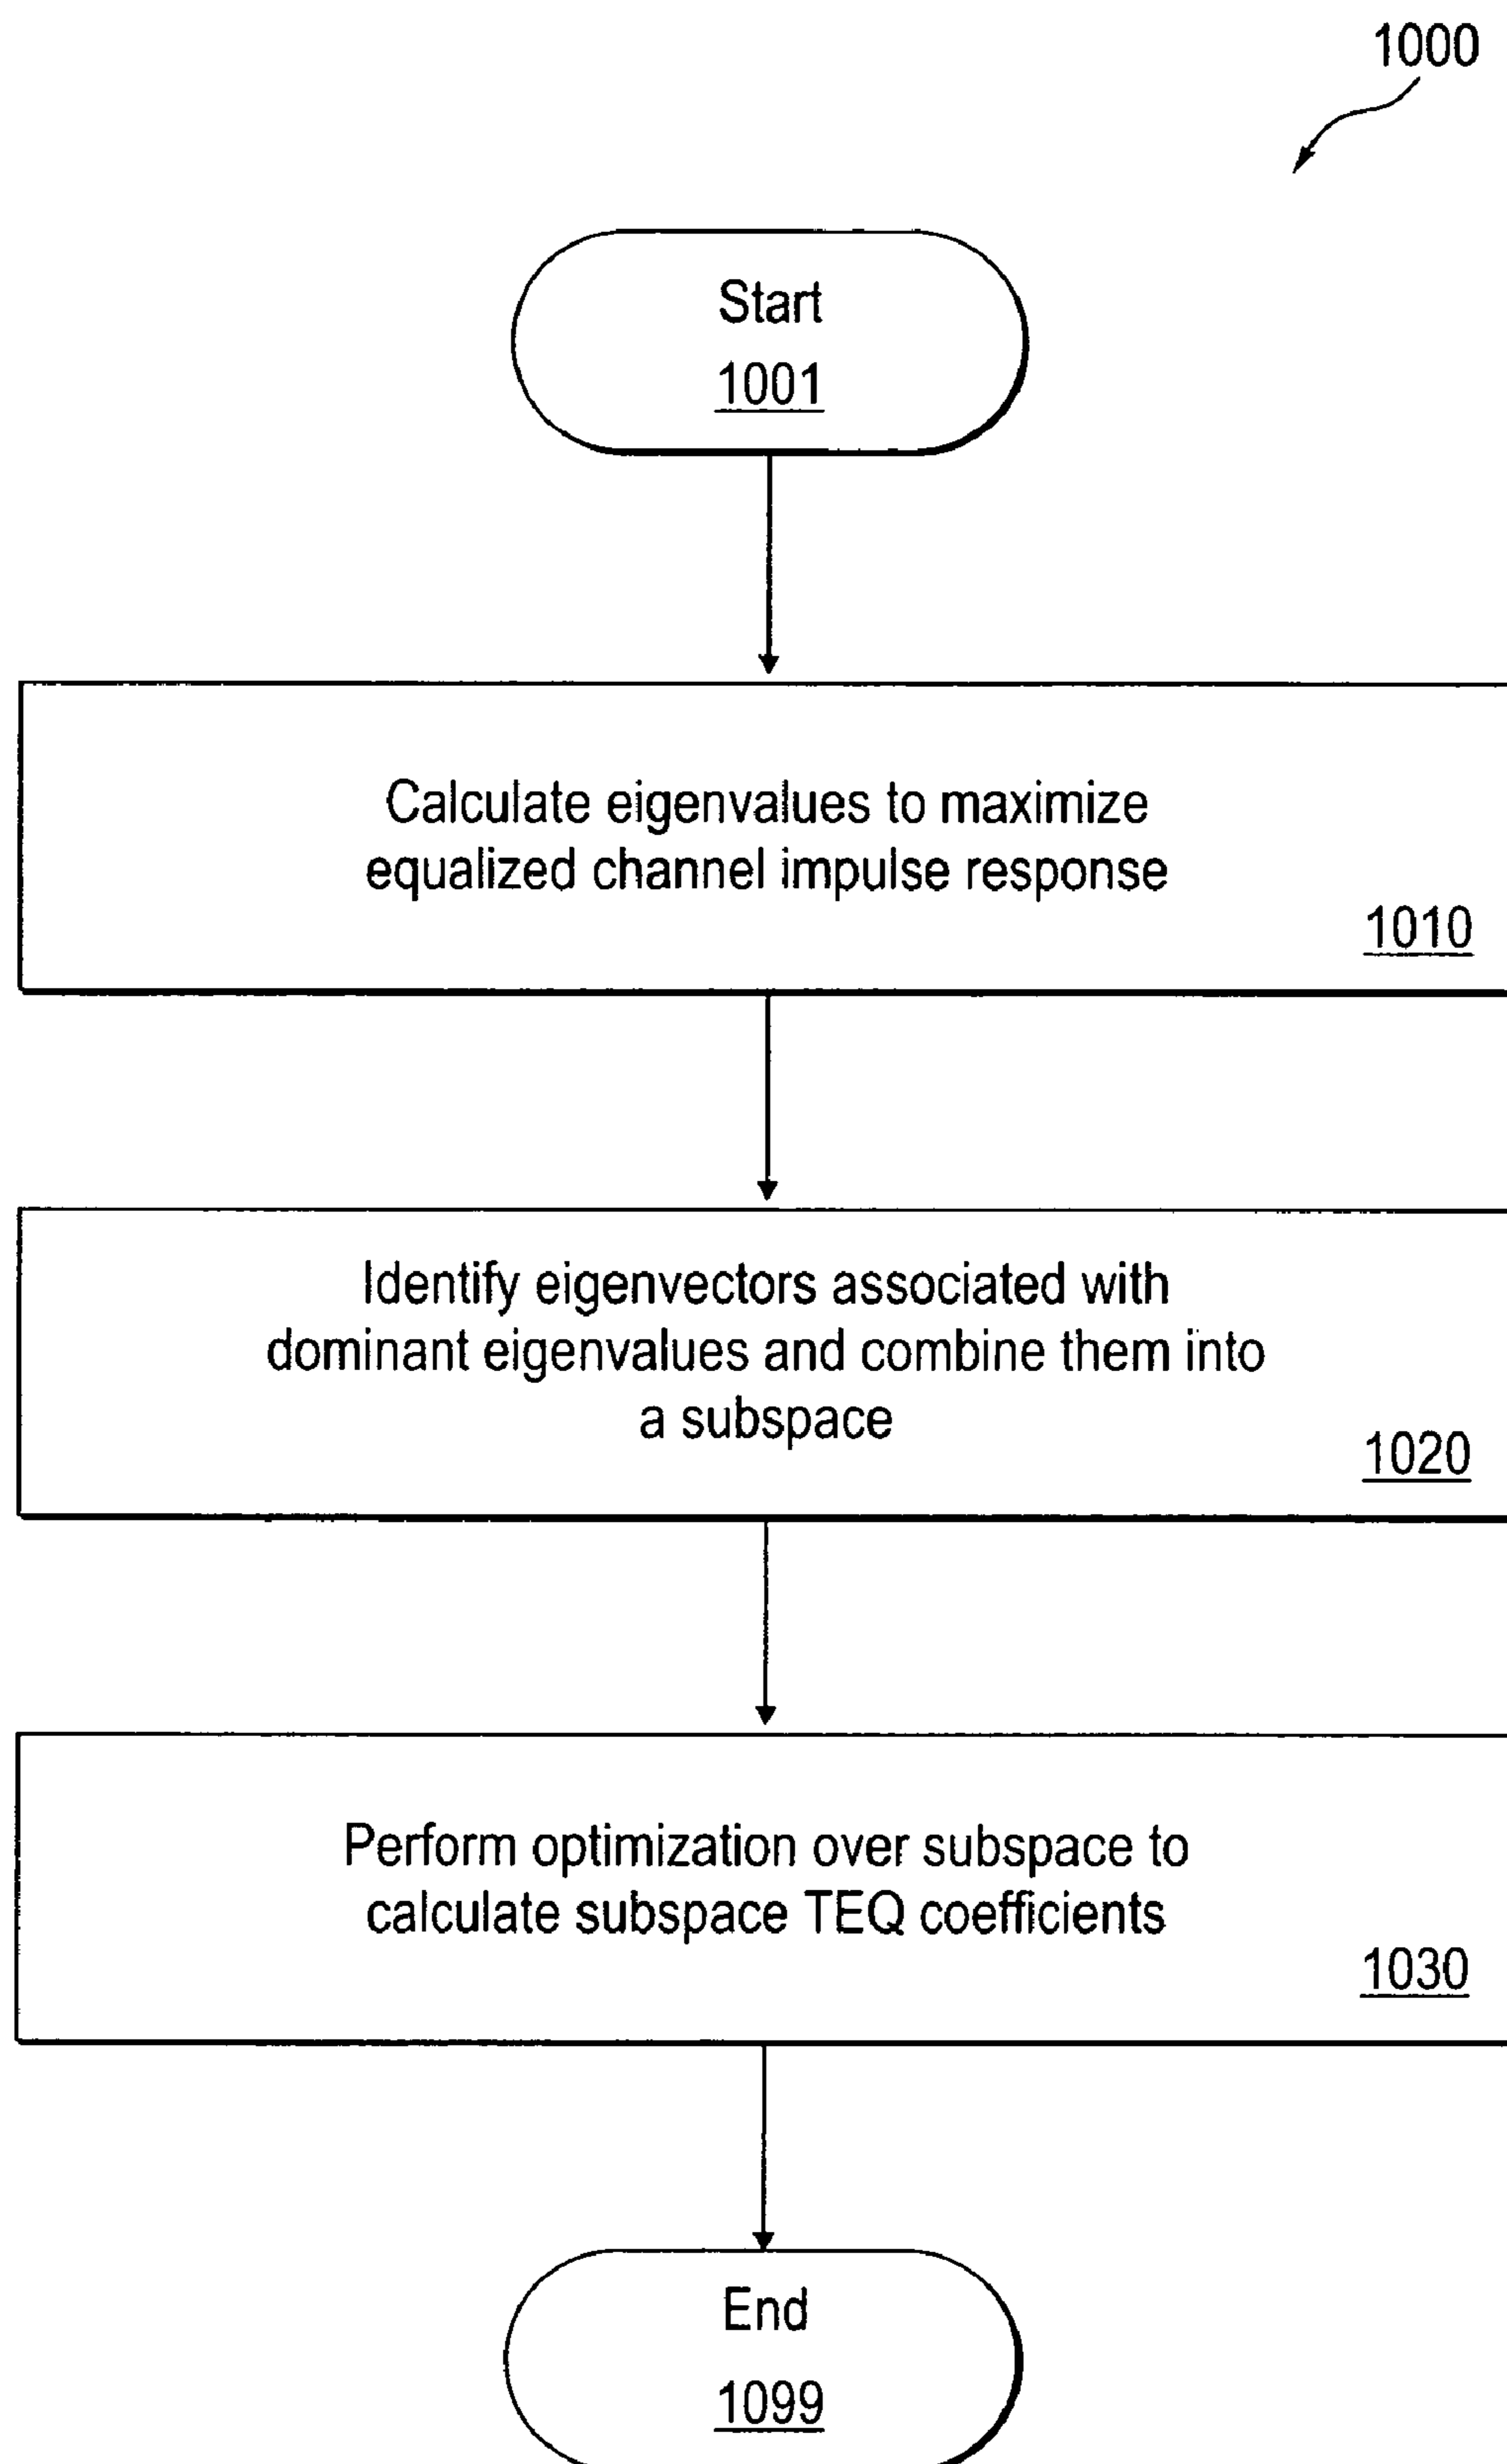 1000
Start
1001
Calculate eigenvalues to maximize
equalized channel impulse response
1010
Identify eigenvectors associated with
dominant eigenvalues and combine them into
a subspace
1020
Perform optimization over subspace to
calculate subspace TEQ coefficients
1030
End
1099